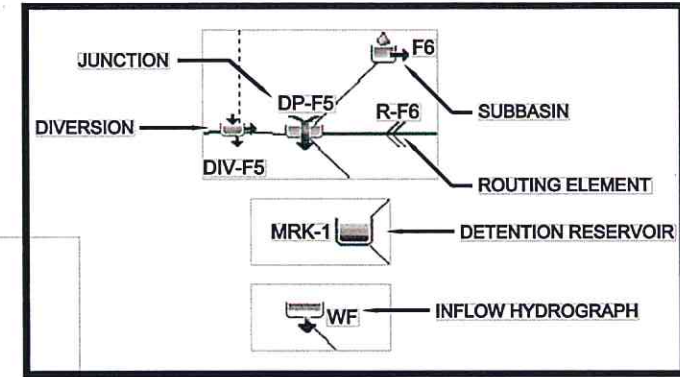 F6
JUNCTION
DP-F5
R-F6
SUBBASIN
DIVERSION
DIV-F5
ROUTING ELEMENT
MRK-1
DETENTION RESERVOIR
WF
INFLOW HYDROGRAPH